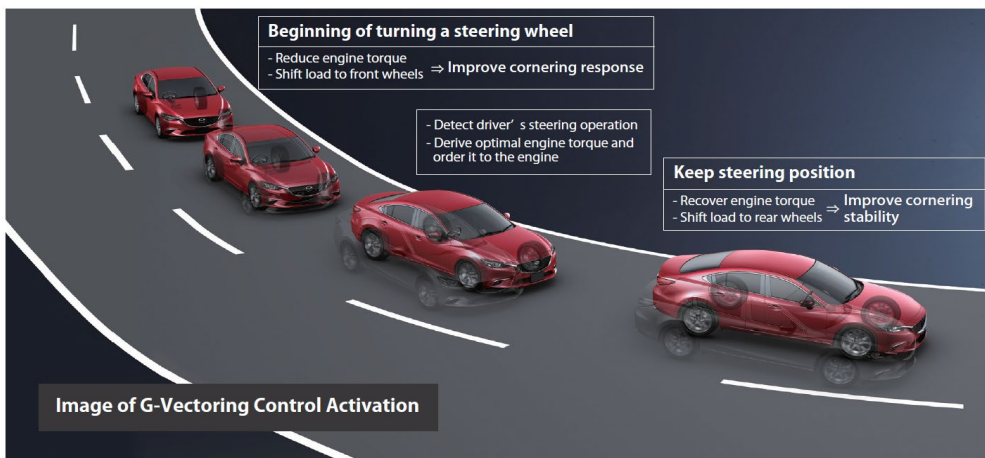 Beginning of turning a steering wheel
- Reduce engine torque
- Shift load to front wheels ⇒ Improve cornering response
- Detect driver’ s steering operation
- Derive optimal engine torque and
order it to the engine
Keep steering position
- Recover engine torque
- Shift load to rear wheels ⇒ Improve cornering
stability
Image of G-Vectoring Control Activation